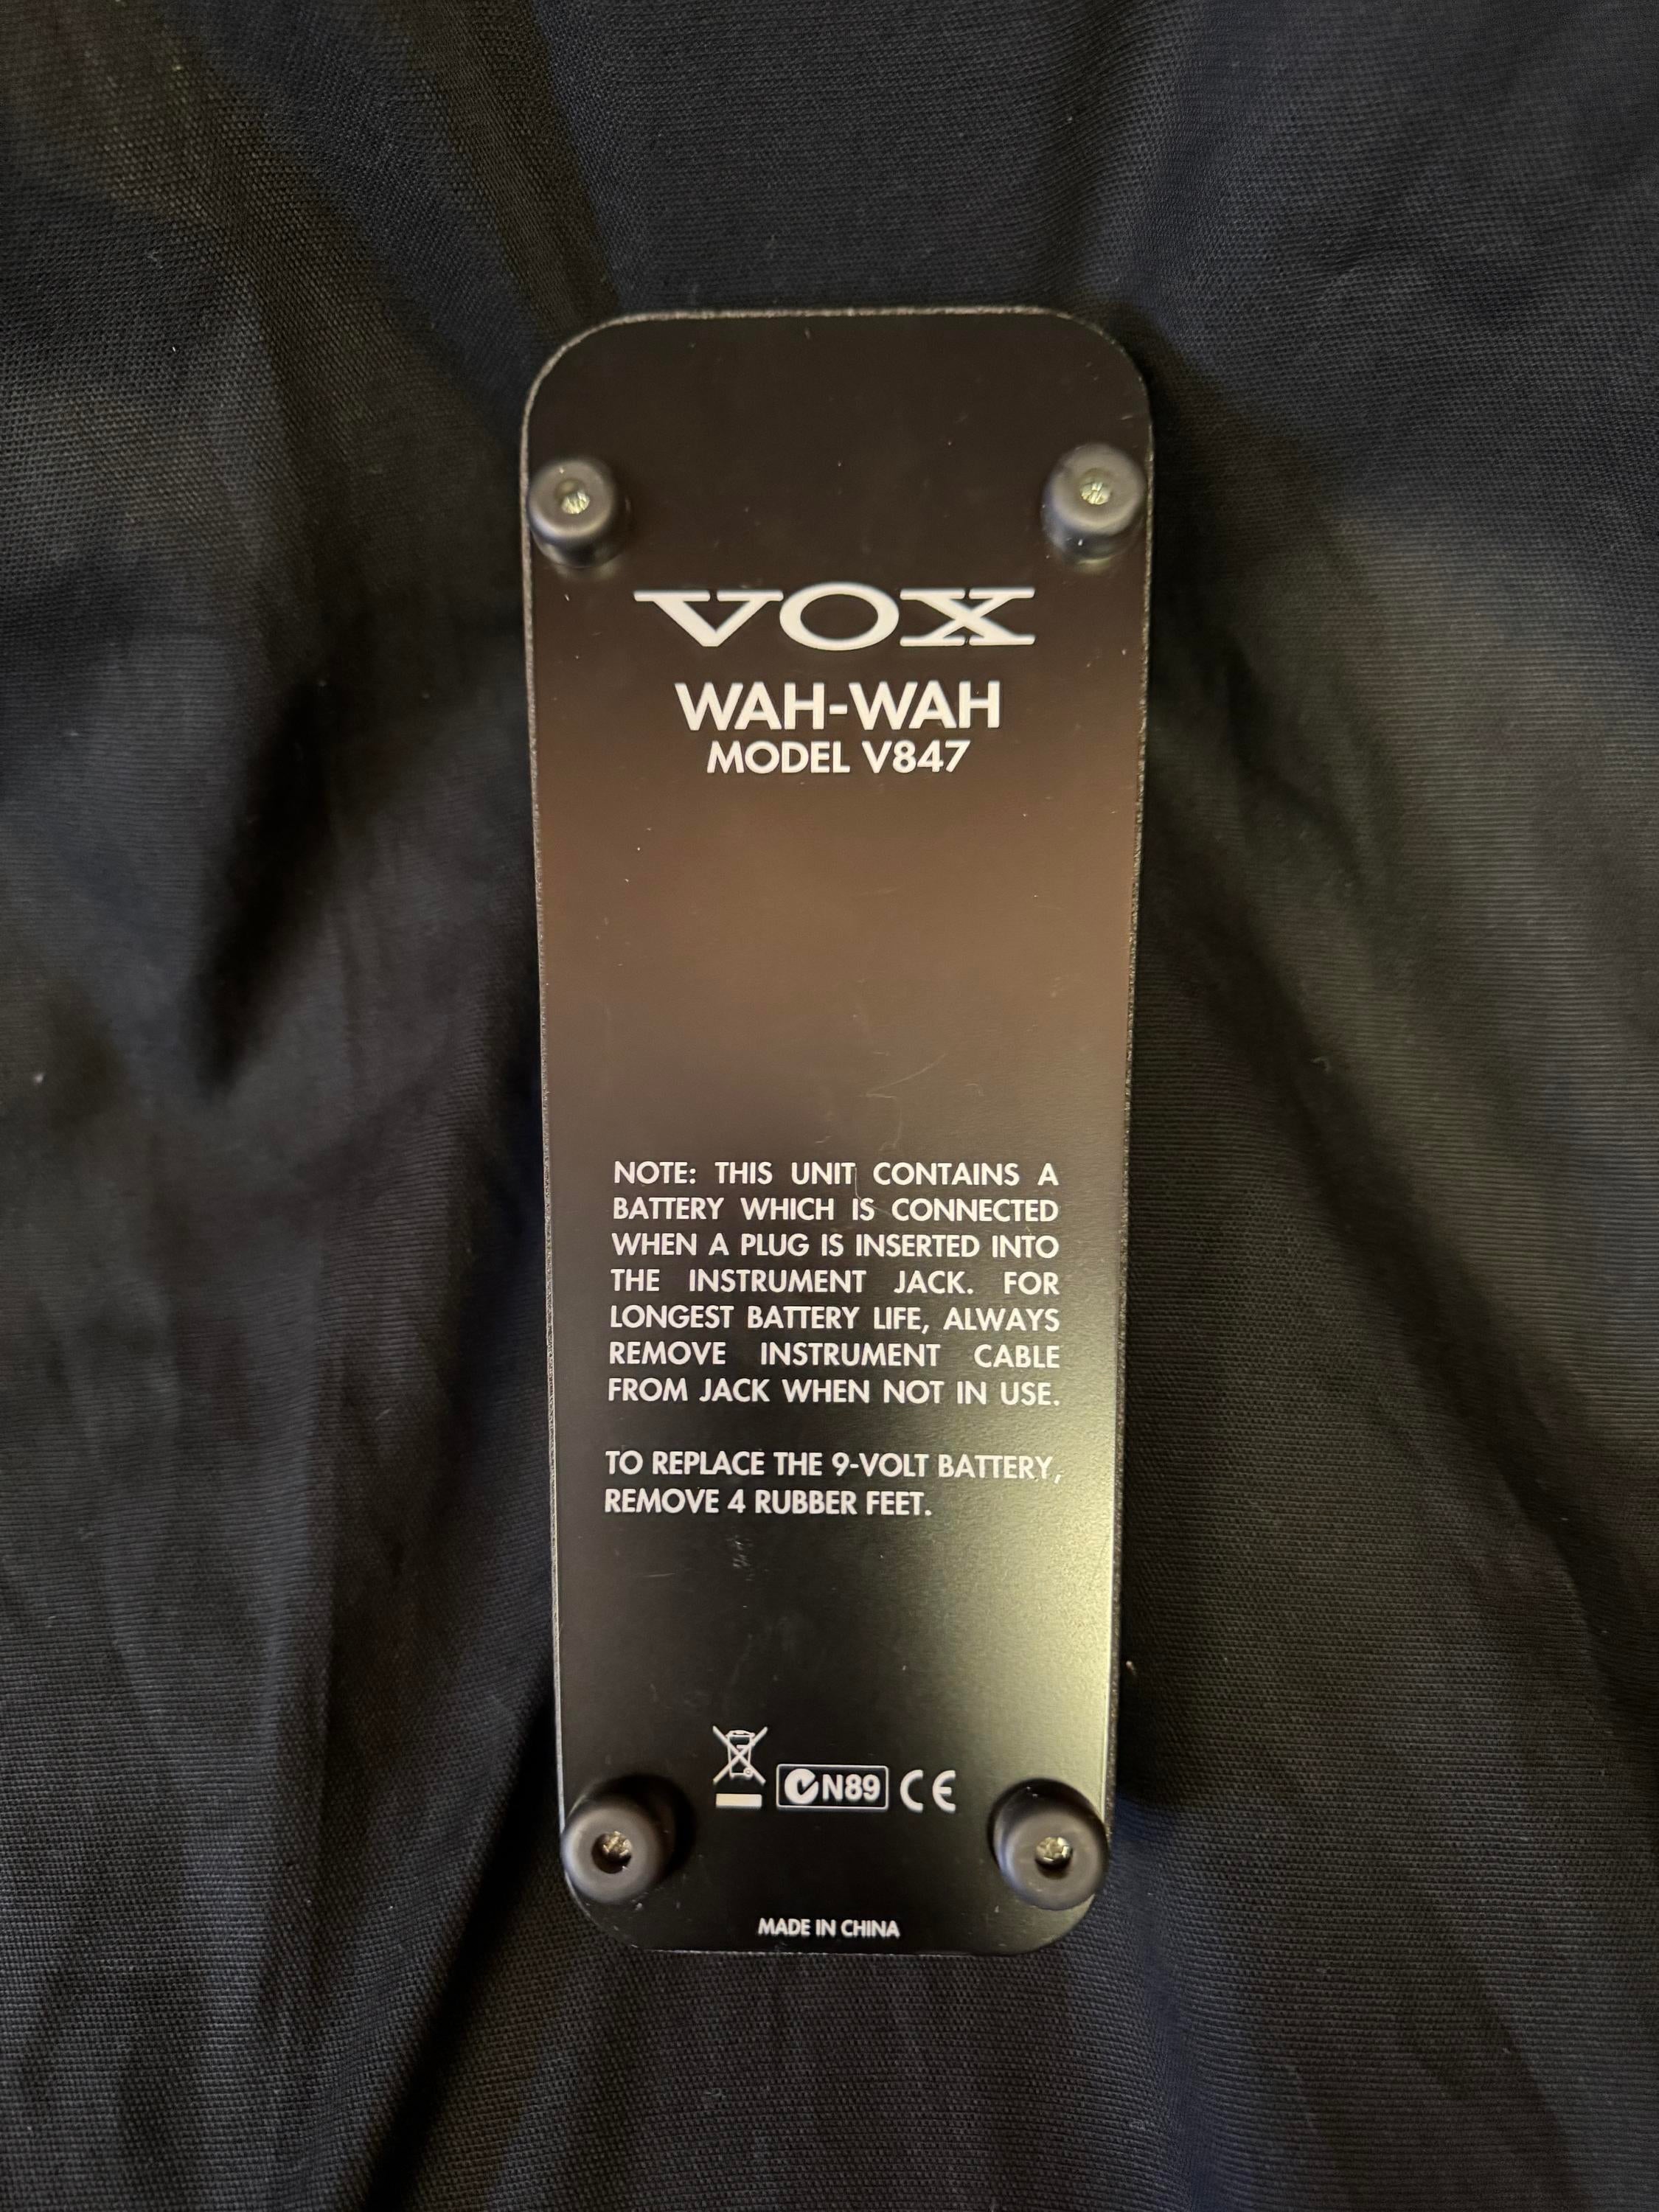 VOX
WAH-WAH
MODEL V847
NOTE: THIS UNIT CONTAINS A
BATTERY WHICH IS CONNECTED
WHEN A PLUG IS INSERTED INTO
THE INSTRUMENT JACK. FOR
LONGEST BATTERY LIFE, ALWAYS
REMOVE INSTRUMENT CABLE
FROM JACK WHEN NOT IN USE.
TO REPLACE THE 9-VOLT BATTERY,
REMOVE 4 RUBBER FEET.
N89 CE
MADE IN CHINA